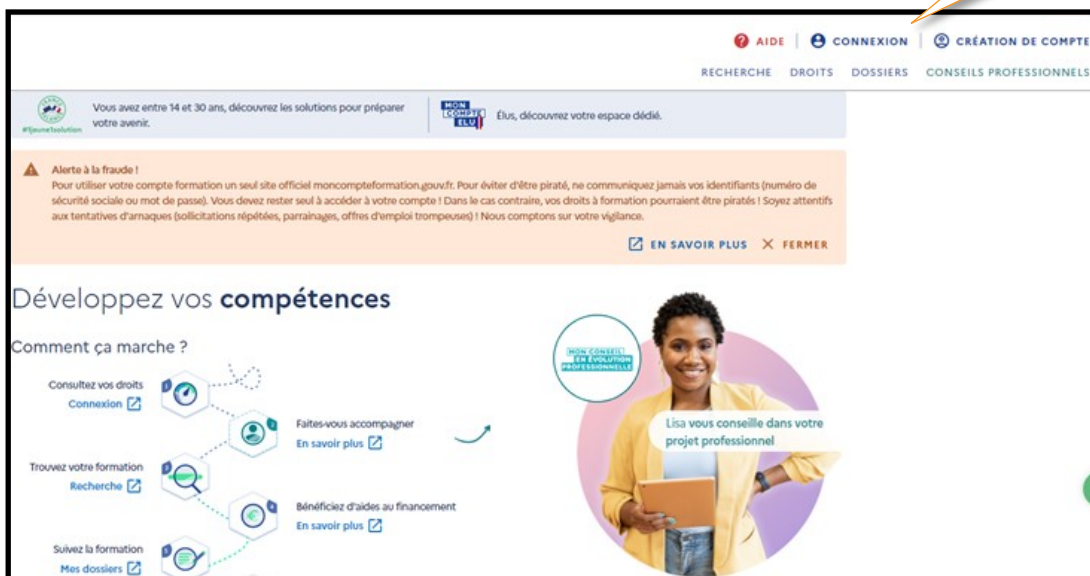 AIDE
CONNEXION
CRÉATION DE COMPTE
RECHERCHE
DROITS
DOSSIERS
CONSEILS PROFESSIONNELS
#1jeune1solution
Vous avez entre 14 et 30 ans, découvrez les solutions pour préparer
votre avenir.
MON
COMPTE
ELU
Élus, découvrez votre espace dédié.
Alerte à la fraude !
Pour utiliser votre compte formation un seul site officiel moncompteformation.gouv.fr. Pour éviter d'être piraté, ne communiquez jamais vos identifiants (numéro de
sécurité sociale ou mot de passe). Vous devez rester seul à accéder à votre compte ! Dans le cas contraire, vos droits à formation pourraient être piratés ! Soyez attentifs
aux tentatives d'arnaques (sollicitations répétées, parrainages, offres d'emploi trompeuses) ! Nous comptons sur votre vigilance.
EN SAVOIR PLUS
FERMER
Développez vos compétences
Comment ça marche ?
Consultez vos droits
Connexion
Faites-vous accompagner
En savoir plus
Trouvez votre formation
Recherche
Bénéficiez d'aides au financement
En savoir plus
Suivez la formation
Mes dossiers
MON CONSEIL
EN ÉVOLUTION
PROFESSIONNELLE
Lisa vous conseille dans votre
projet professionnel